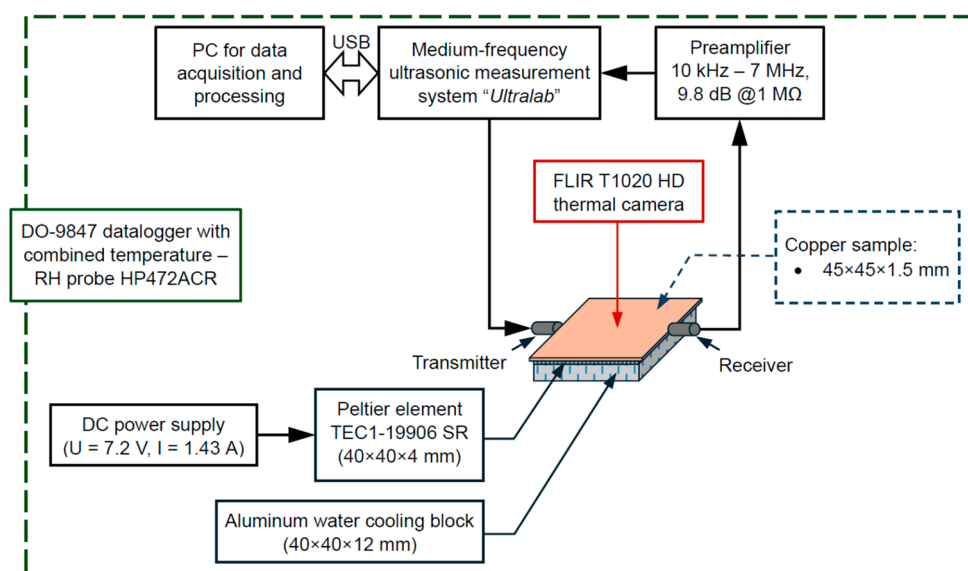 PC for data
acquisition and
processing
USB
Medium-frequency
ultrasonic measurement
system “Ultralab”
Preamplifier
10 kHz – 7 MHz,
9.8 dB @1 MΩ
FLIR T1020 HD
thermal camera
DO-9847 datalogger with
combined temperature –
RH probe HP472ACR
Copper sample:
• 45×45×1.5 mm
Transmitter
Receiver
DC power supply
(U = 7.2 V, I = 1.43 A)
Peltier element
TEC1-19906 SR
(40×40×4 mm)
Aluminum water cooling block
(40×40×12 mm)